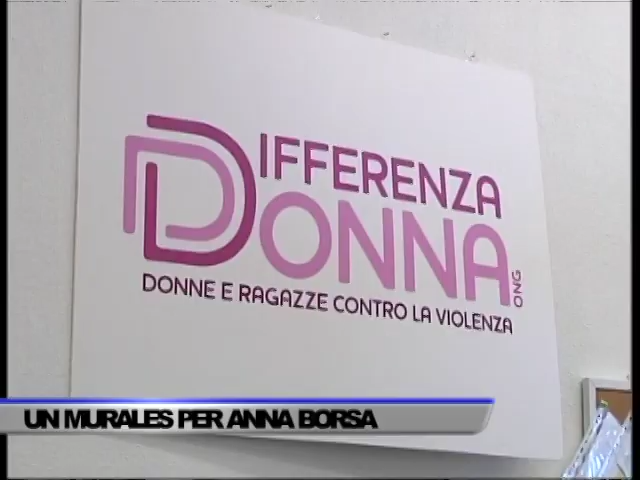 DIFFERENZA
DONNA ONG
DONNE E RAGAZZE CONTRO LA VIOLENZA
UN MURALES PER ANNA BORSA